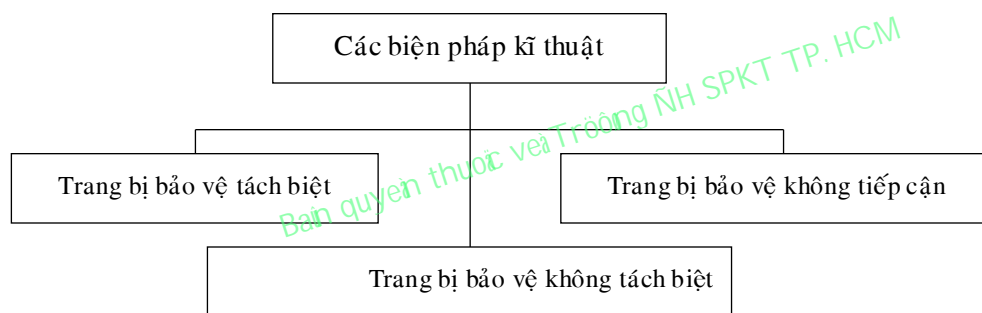 Các biện pháp kĩ thuật
Trang bị bảo vệ tách biệt
Trang bị bảo vệ không tiếp cận
Trang bị bảo vệ không tách biệt
Baûn quyeàn thuoäc veà Tröôøng ÑH SPKT TP. HCM